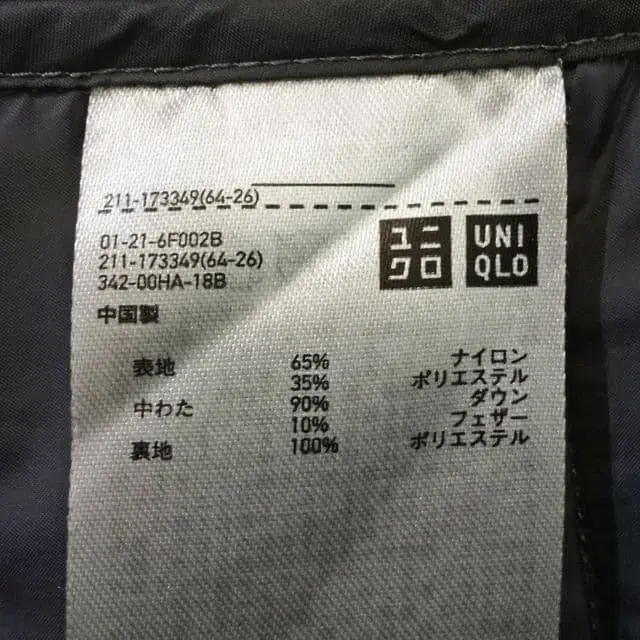 211-173349(64-26)
01-21-6F002B
211-173349(64-26)
342-00HA-18B
中国製
ユニ
クロ
UNI
QLO
表地 65% ナイロン
35% ポリエステル
中わた 90% ダウン
10% フェザー
裏地 100% ポリエステル